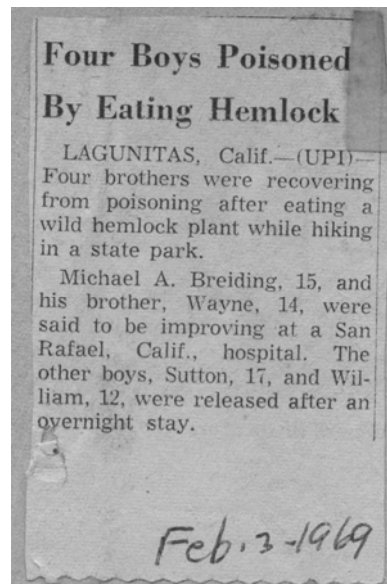 Four Boys Poisoned
By Eating Hemlock
LAGUNITAS, Calif.—(UPI)—
Four brothers were recovering
from poisoning after eating a
wild hemlock plant while hiking
in a state park.
Michael A. Breiding, 15, and
his brother, Wayne, 14, were
said to be improving at a San
Rafael, Calif., hospital. The
other boys, Sutton, 17, and Wil-
liam, 12, were released after an
overnight stay.
Feb. 3-1969